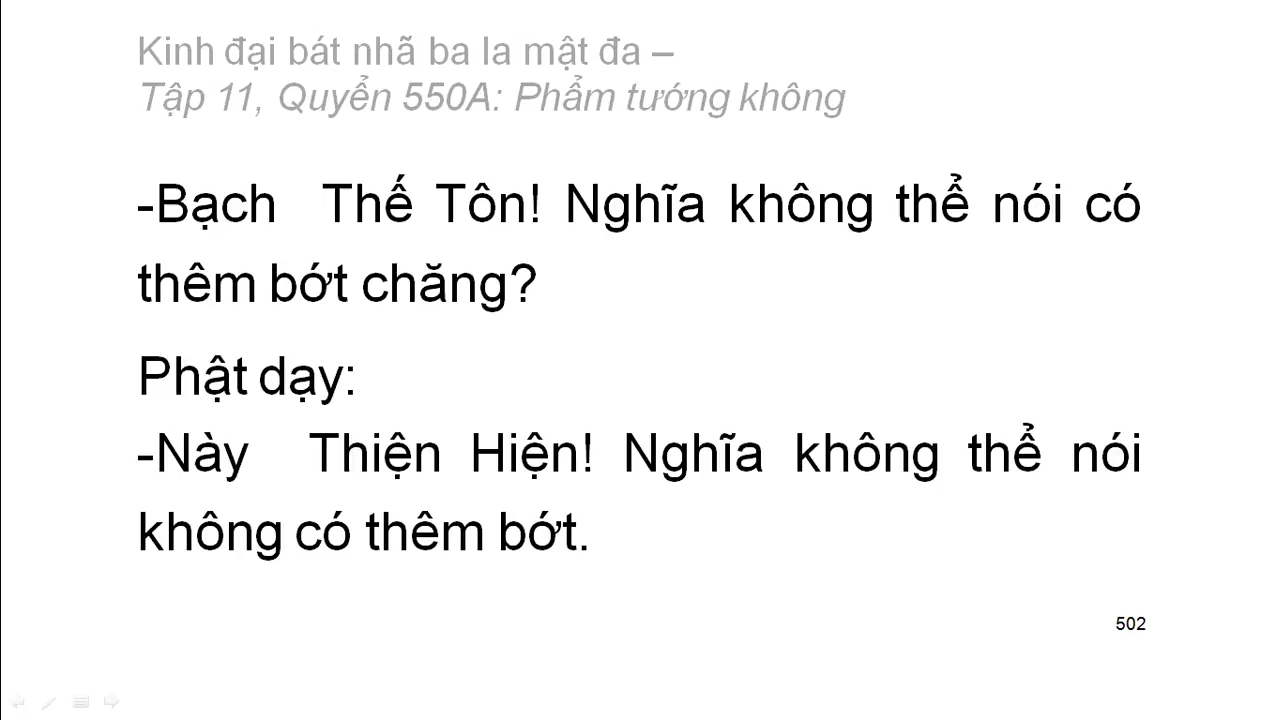 Kinh đại bát nhã ba la mật đa –
Tập 11, Quyển 550A: Phẩm tướng không
-Bạch Thế Tôn! Nghĩa không thể nói có
thêm bớt chăng?
Phật dạy:
-Này Thiện Hiện! Nghĩa không thể nói
không có thêm bớt.
502